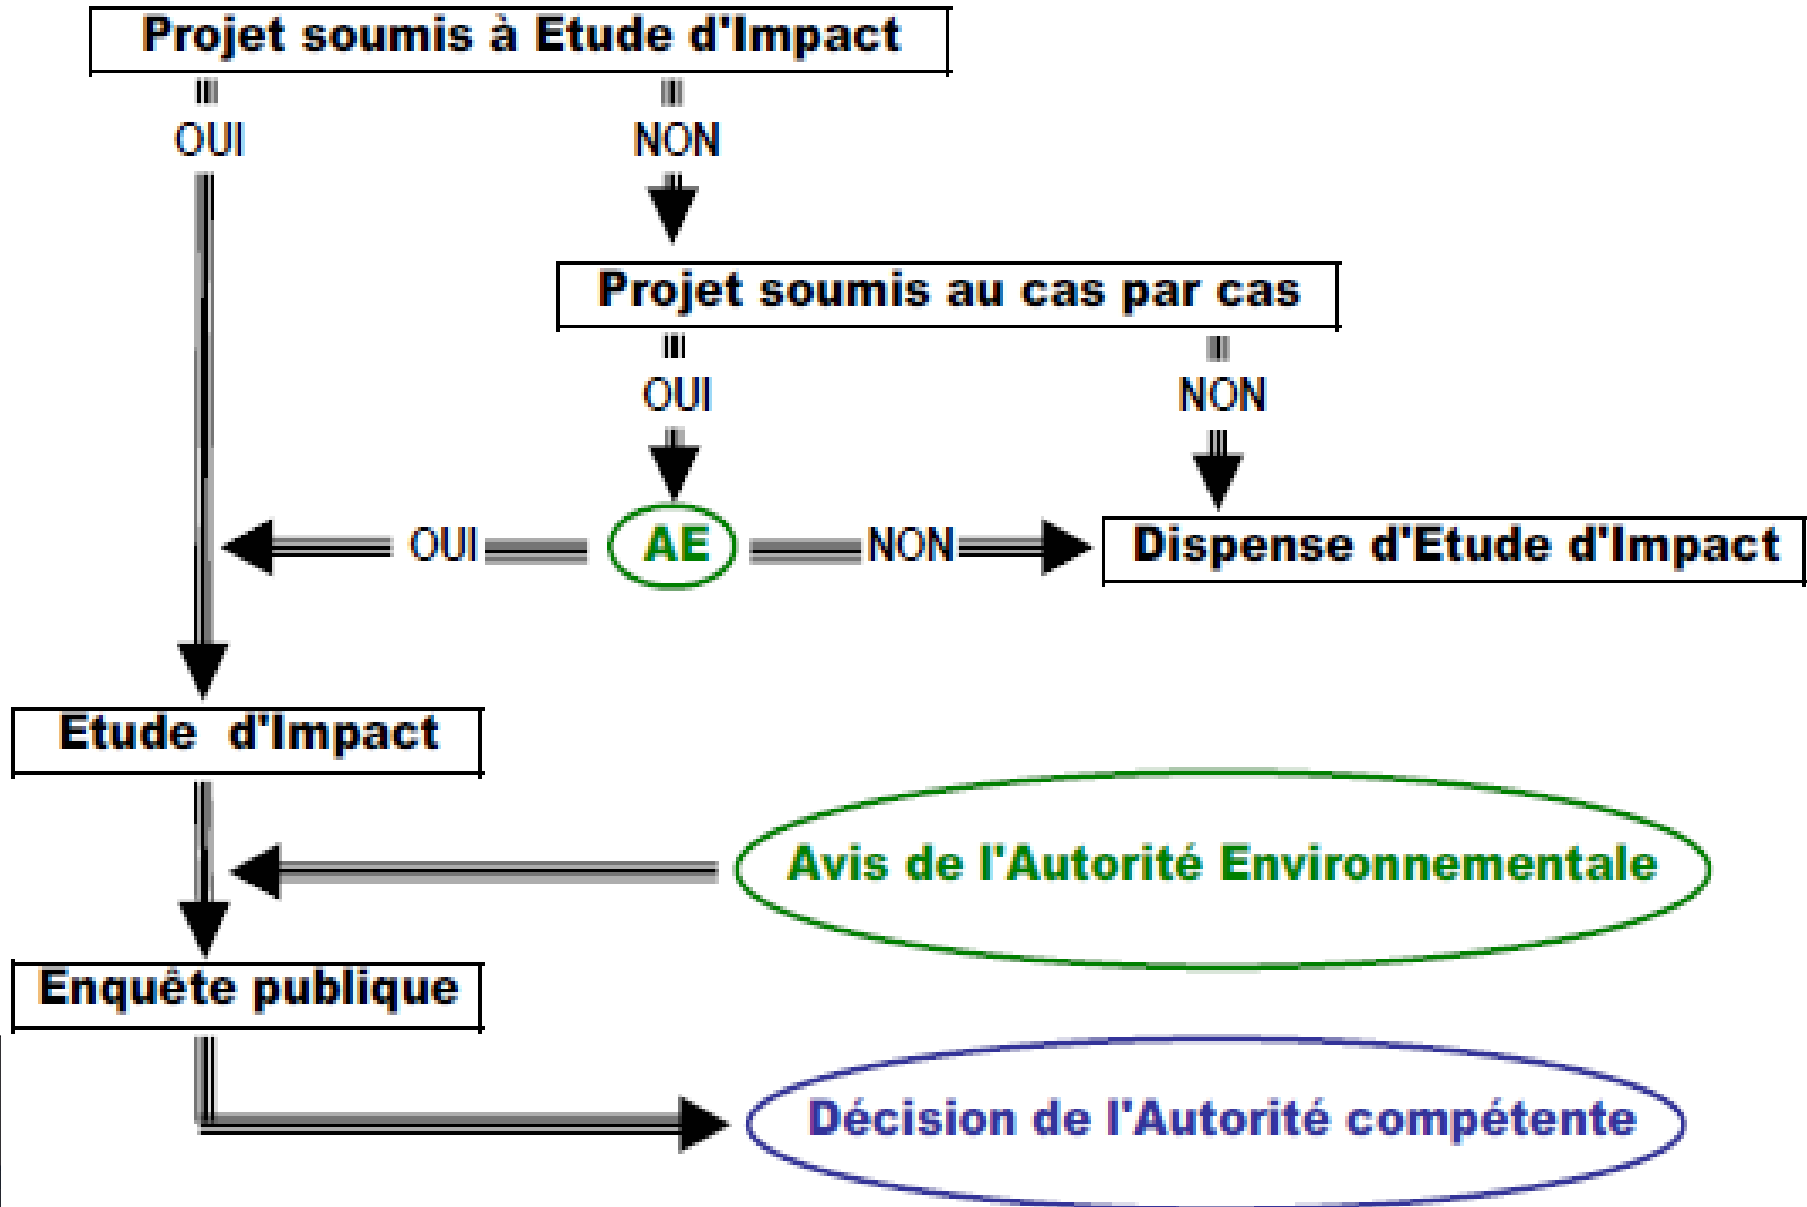 Projet soumis à Etude d'Impact
OUI
NON
Projet soumis au cas par cas
OUI
NON
OUI
AE
NON
Dispense d'Etude d'Impact
Etude d'Impact
Avis de l'Autorité Environnementale
Enquête publique
Décision de l'Autorité compétente